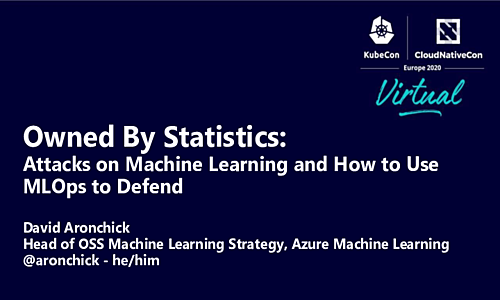 KubeCon
CloudNativeCon
Europe 2020
Virtual
Owned By Statistics:
Attacks on Machine Learning and How to Use
MLOps to Defend
David Aronchick
Head of OSS Machine Learning Strategy, Azure Machine Learning
@aronchick - he/him